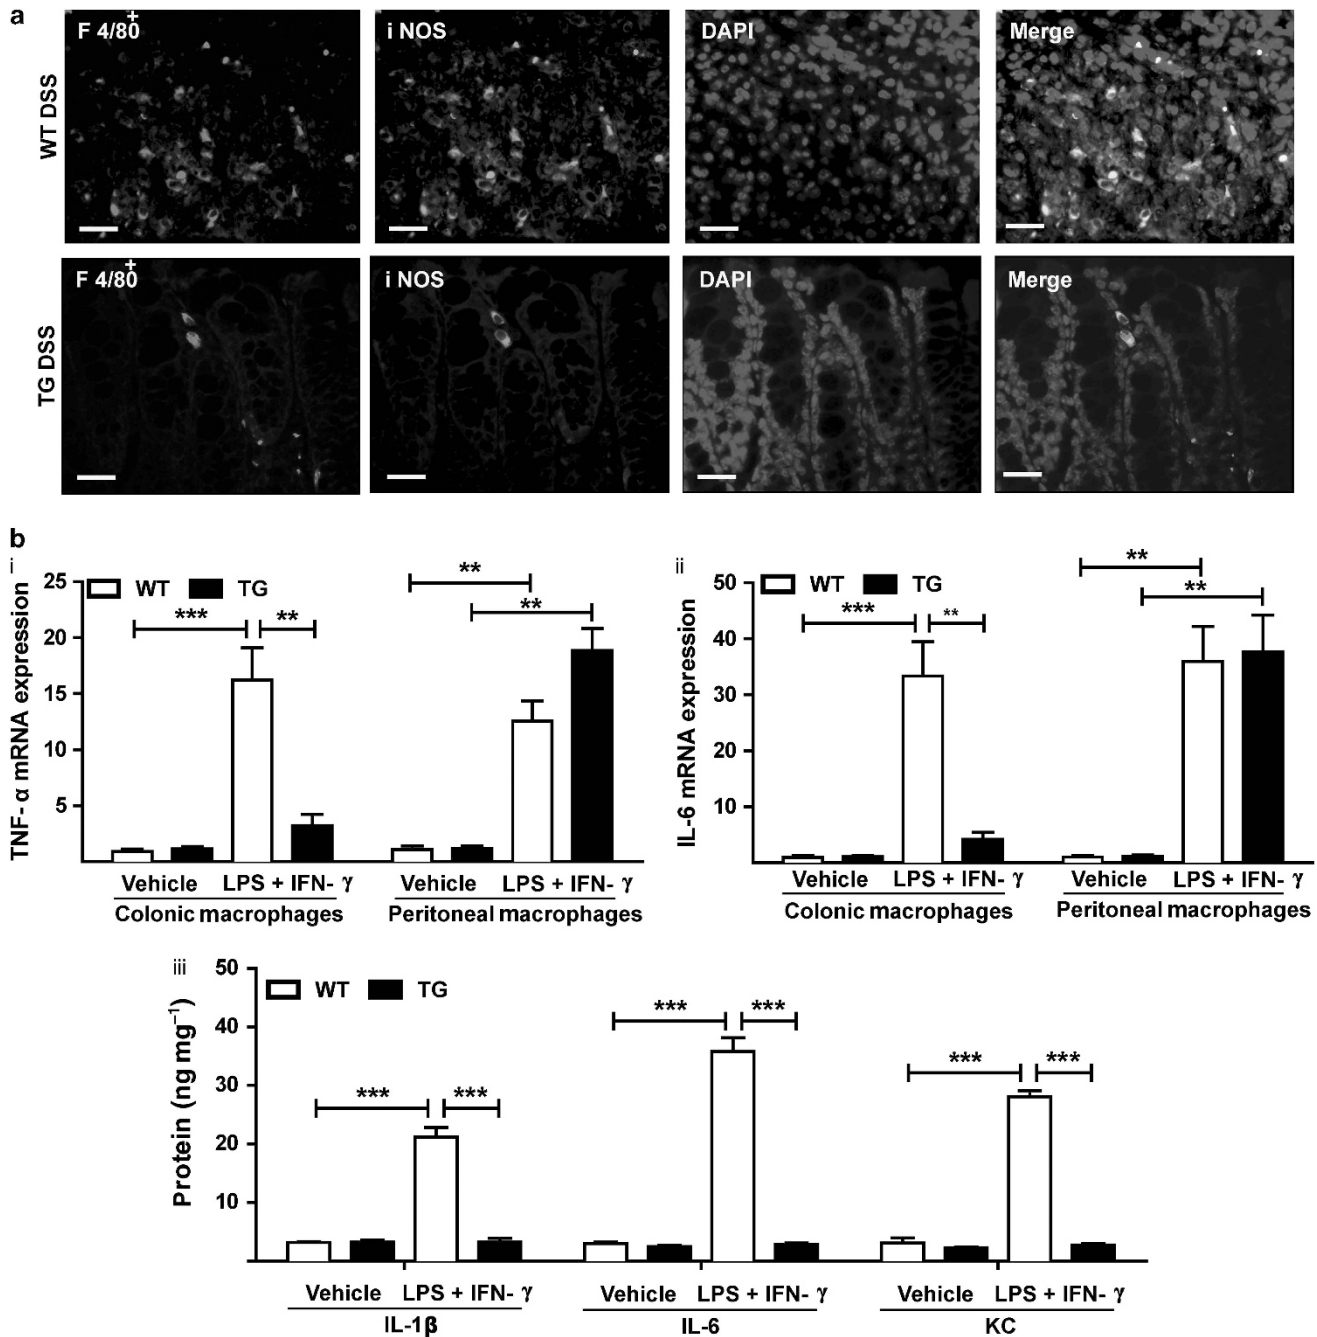 a
WT DSS
F 4/80+
i NOS
DAPI
Merge
TG DSS
F 4/80+
i NOS
DAPI
Merge
b
i
TNF- α mRNA expression
25
20
15
10
5
WT
TG
***
**
**
**
Vehicle
LPS + IFN- γ
Vehicle
LPS + IFN- γ
Colonic macrophages
Peritoneal macrophages
ii
IL-6 mRNA expression
50
40
30
20
10
WT
TG
***
**
**
**
Vehicle
LPS + IFN- γ
Vehicle
LPS + IFN- γ
Colonic macrophages
Peritoneal macrophages
iii
Protein (ng mg⁻¹)
50
40
30
20
10
WT
TG
***
***
***
***
***
***
Vehicle
LPS + IFN- γ
Vehicle
LPS + IFN- γ
Vehicle
LPS + IFN- γ
IL-1β
IL-6
KC